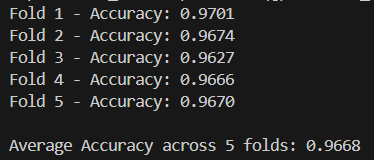 Fold 1 - Accuracy: 0.9701
Fold 2 - Accuracy: 0.9674
Fold 3 - Accuracy: 0.9627
Fold 4 - Accuracy: 0.9666
Fold 5 - Accuracy: 0.9670
Average Accuracy across 5 folds: 0.9668